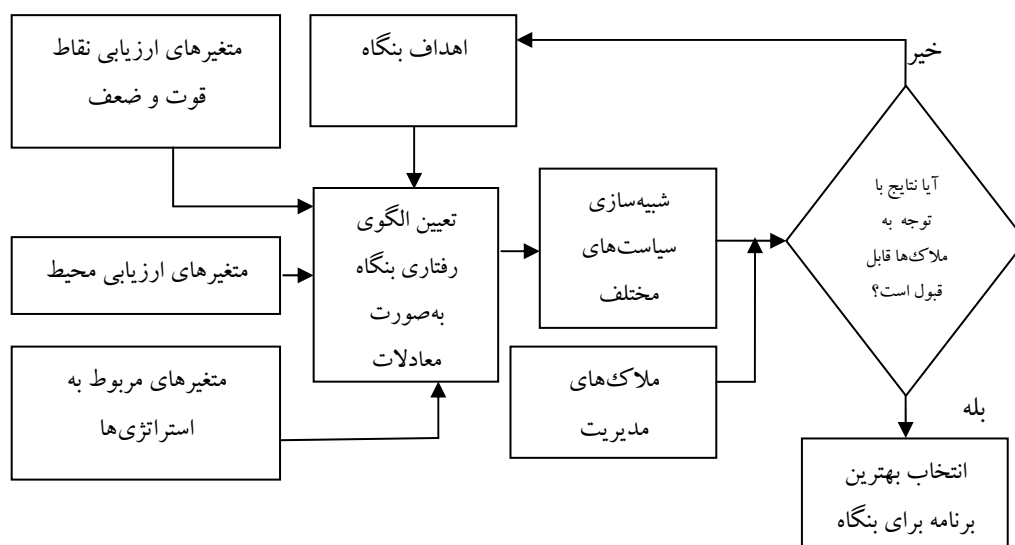 متغیرهای ارزیابی نقاط
قوت و ضعف
اهداف بنگاه
خیر
آیا نتایج با
توجه به
ملاک‌ها قابل
قبول است؟
شبیه‌سازی
سیاست‌های
مختلف
تعیین الگوی
رفتاری بنگاه
به‌صورت
معادلات
متغیرهای ارزیابی محیط
متغیرهای مربوط به
استراتژی‌ها
ملاک‌های
مدیریت
بله
انتخاب بهترین
برنامه برای بنگاه